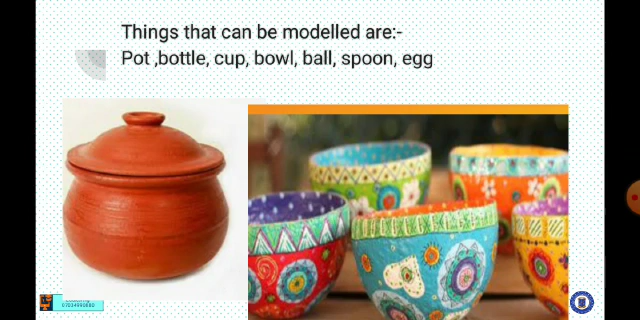 Things that can be modelled are:-
Pot ,bottle, cup, bowl, ball, spoon, egg